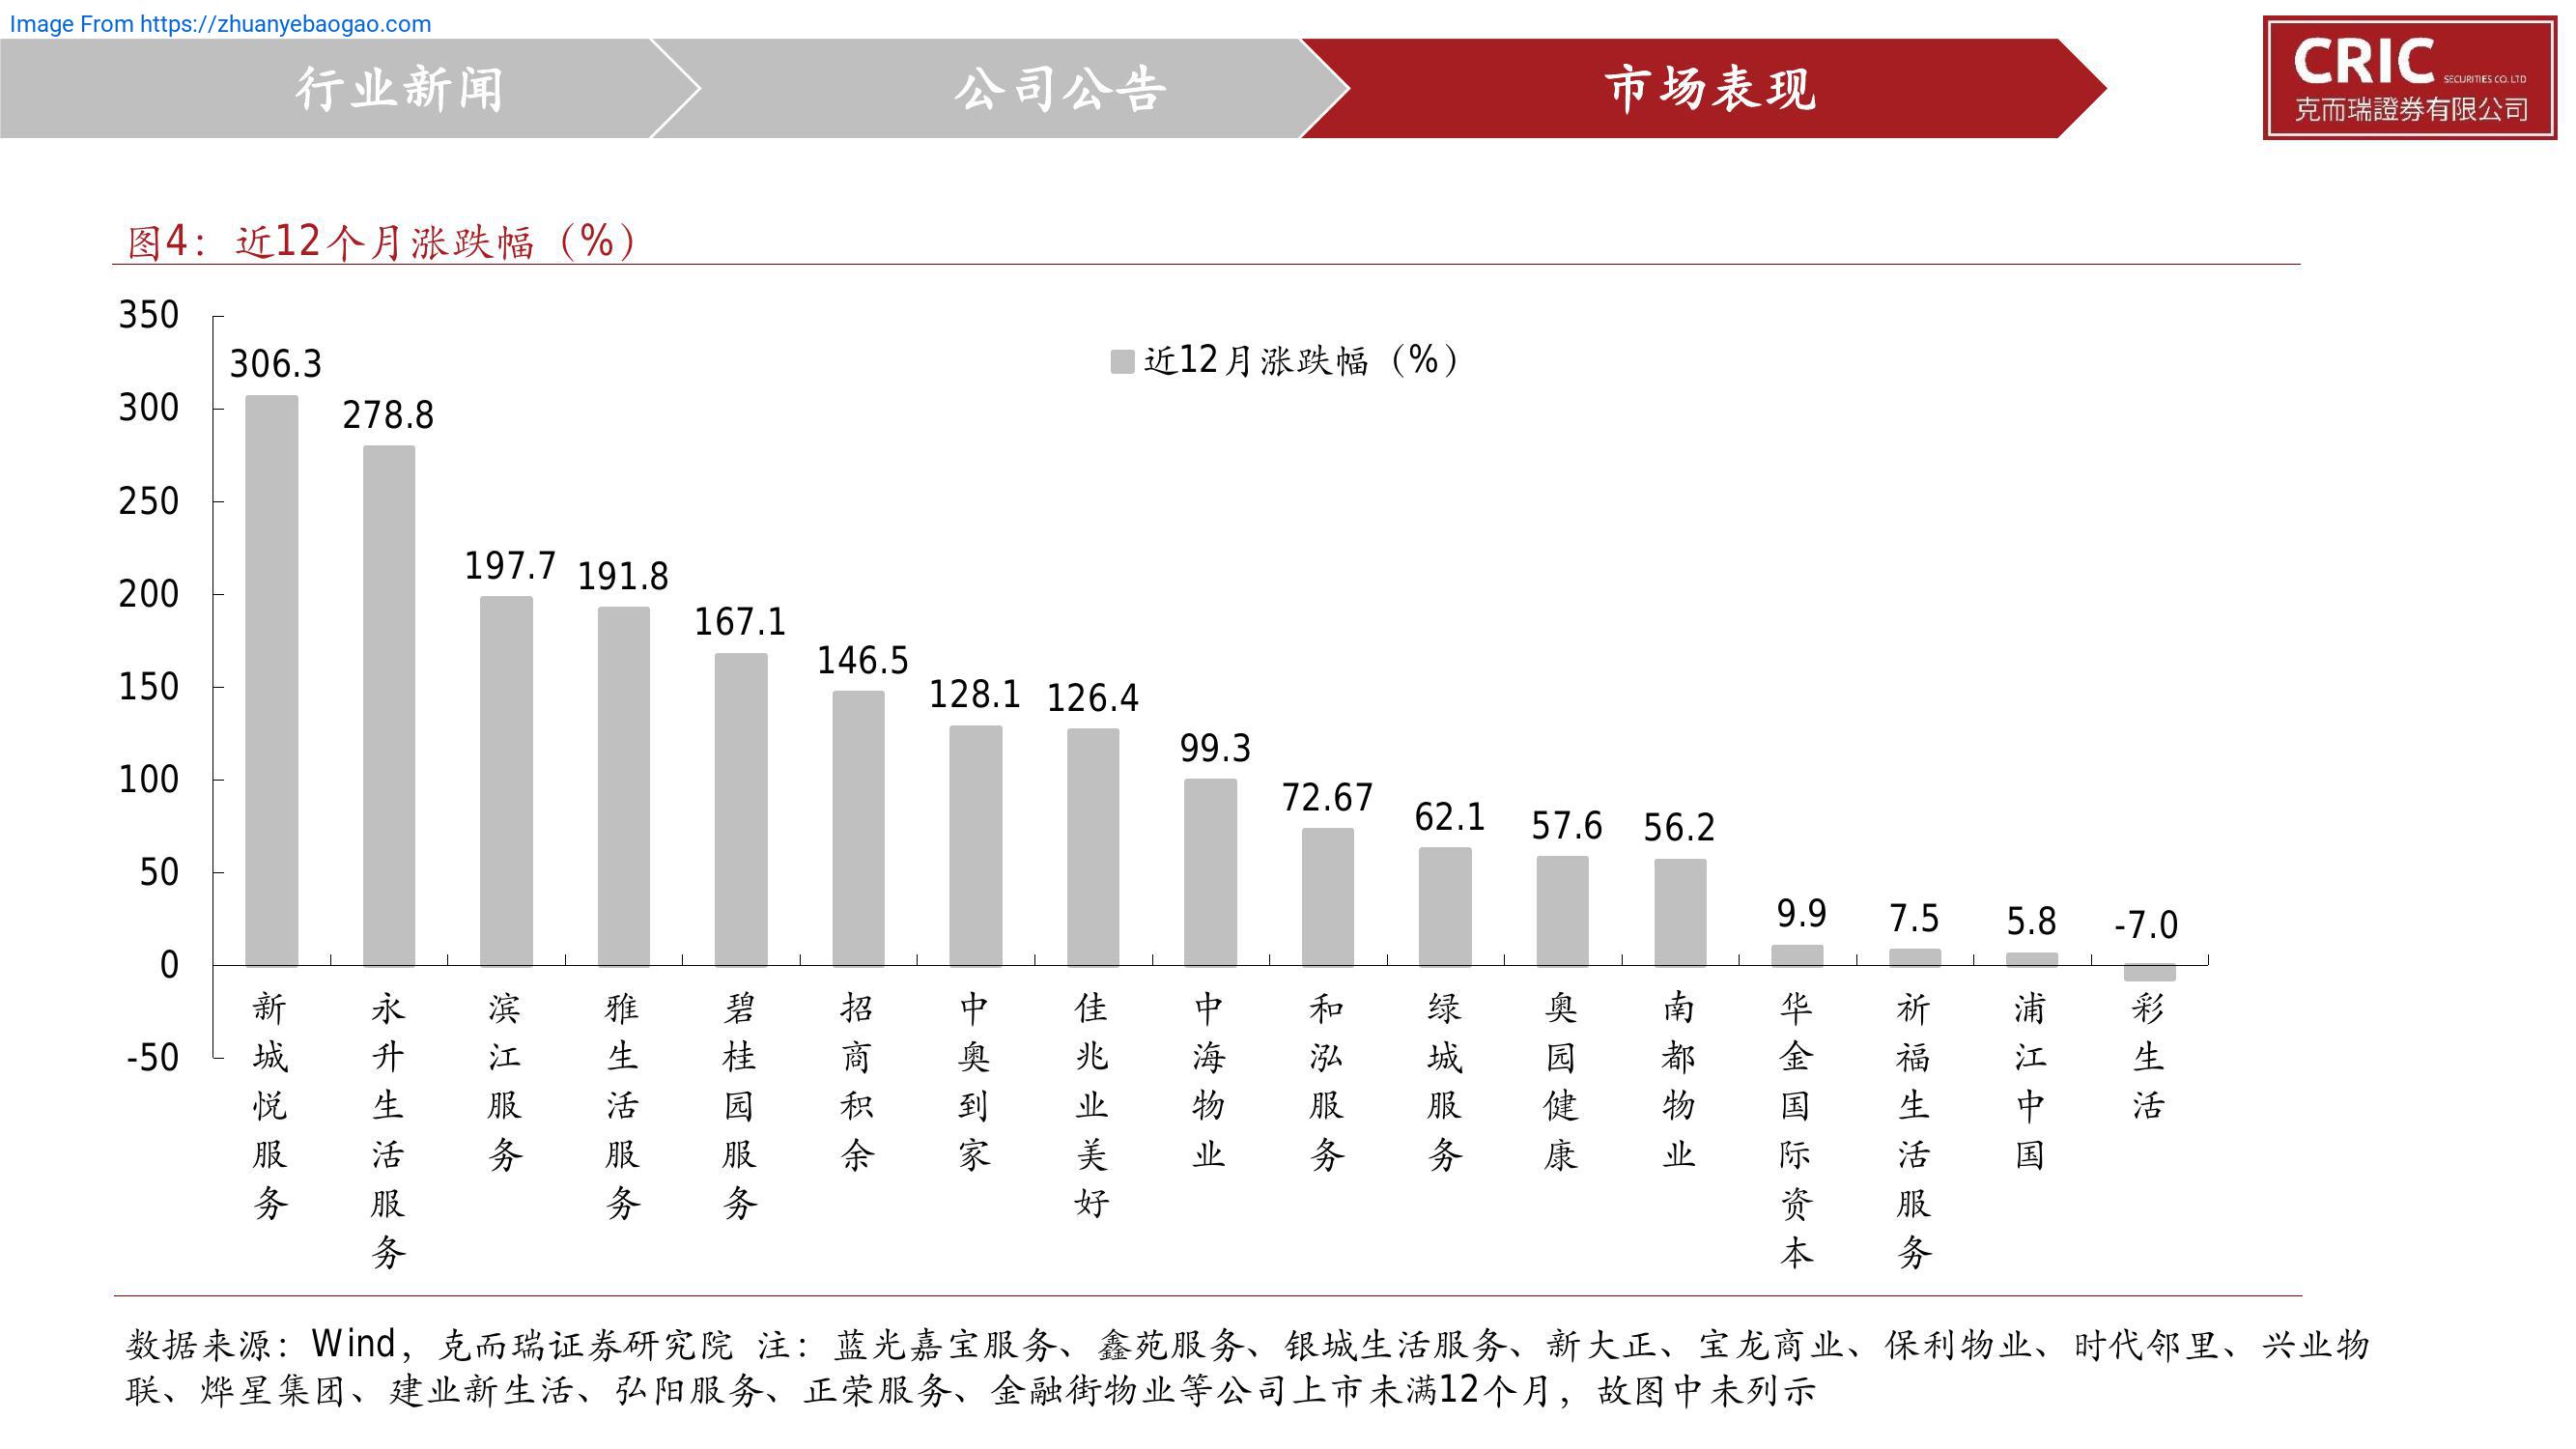 Image From https://zhuanyebaogao.com
行业新闻
公司公告
市场表现
CRIC
SECURITIES CO. LTD
克而瑞證券有限公司
图4：近12个月涨跌幅（%）
近12月涨跌幅（%）
350
300
250
200
150
100
50
0
-50
306.3
278.8
197.7
191.8
167.1
146.5
128.1
126.4
99.3
72.67
62.1
57.6
56.2
9.9
7.5
5.8
-7.0
新城悦服务
永升生活服务
滨江服务
雅生活服务
碧桂园服务
招商积余
中奥到家
佳兆业美好
中海物业
和泓服务
绿城服务
奥园健康
南都物业
华金国际资本
祈福生活服务
浦江中国
彩生活
数据来源：Wind，克而瑞证券研究院 注：蓝光嘉宝服务、鑫苑服务、银城生活服务、新大正、宝龙商业、保利物业、时代邻里、兴业物
联、烨星集团、建业新生活、弘阳服务、正荣服务、金融街物业等公司上市未满12个月，故图中未列示